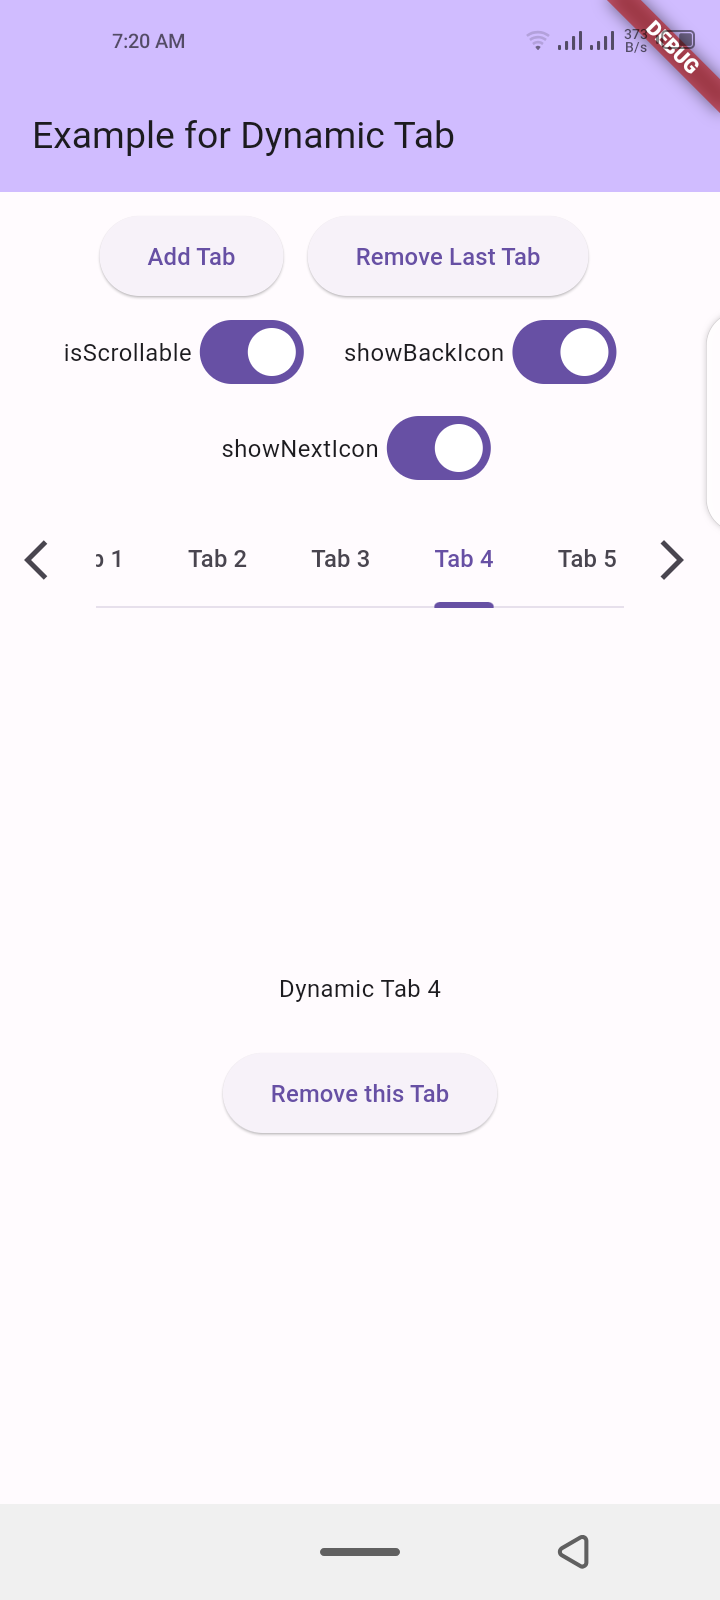 7:20 AM
373
B/s
DEBUG
Example for Dynamic Tab
Add Tab
Remove Last Tab
isScrollable
showBackIcon
showNextIcon
b 1
Tab 2
Tab 3
Tab 4
Tab 5
Dynamic Tab 4
Remove this Tab